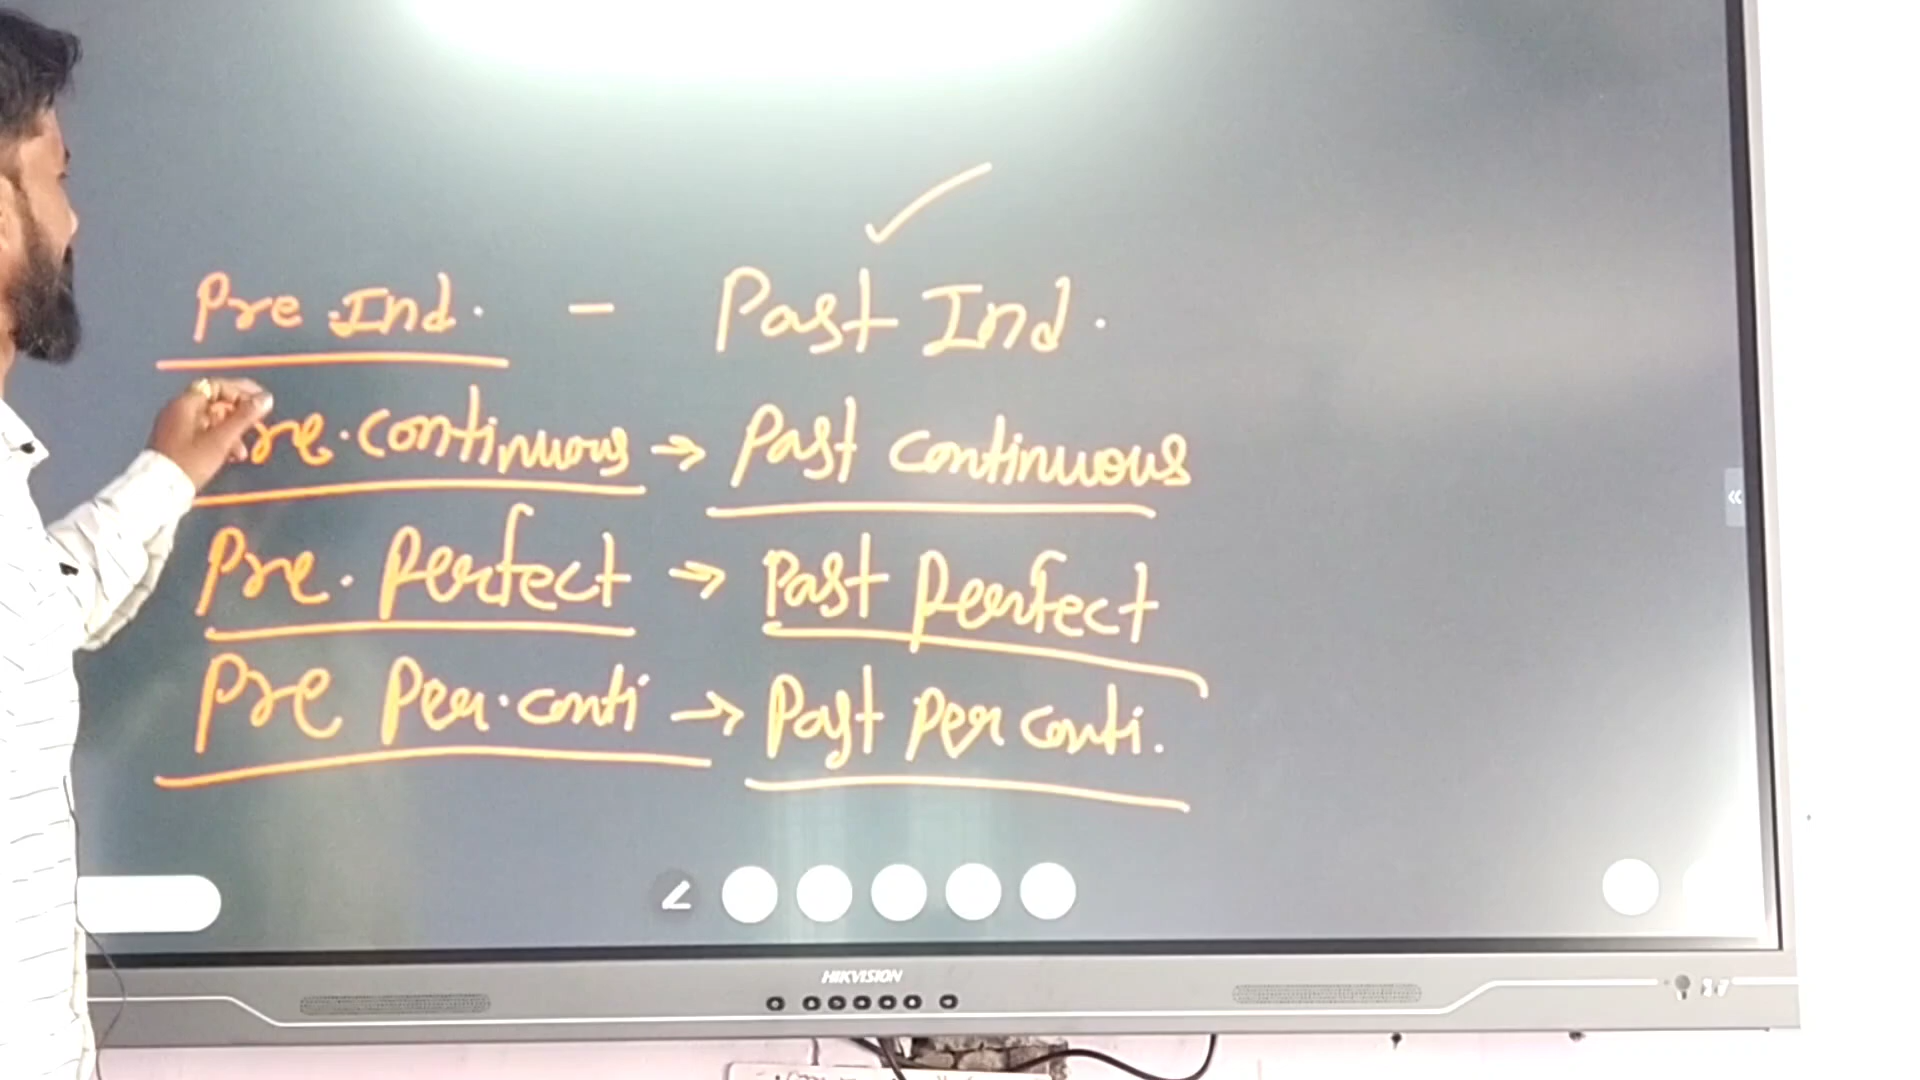 Pre Ind. - Past Ind.
Pre. continuous → Past continuous
Pre. Perfect → Past Perfect
Pre Per. conti → Past Per conti.
HIKVISION